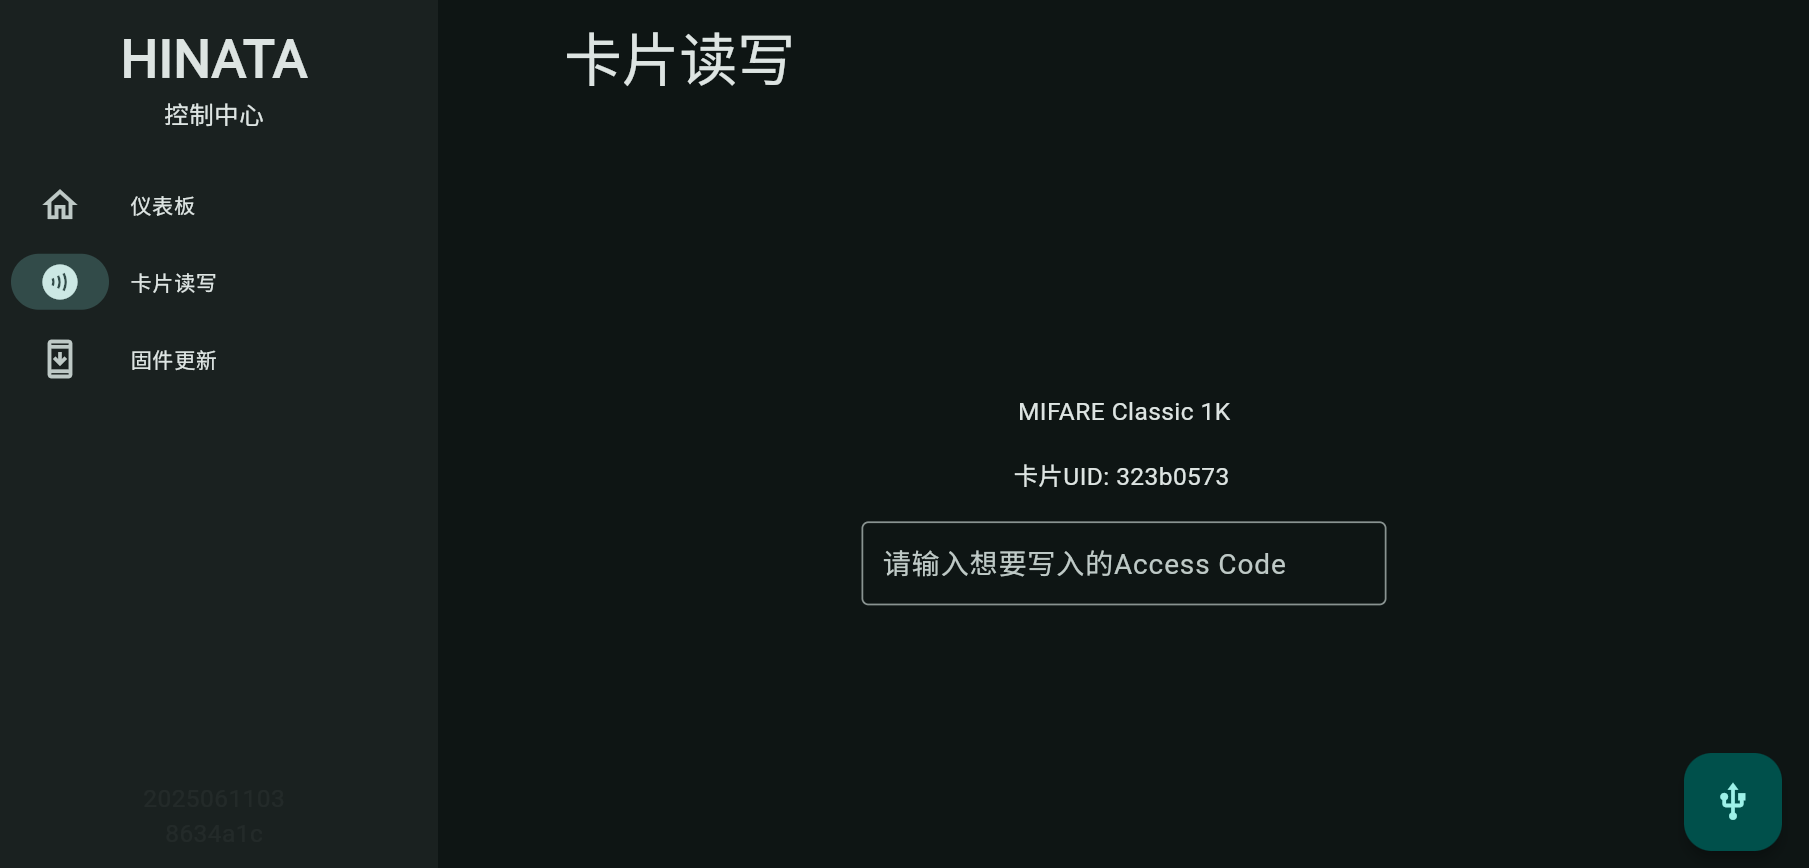 HINATA
控制中心
仪表板
卡片读写
固件更新
2025061103
8634a1c
卡片读写
MIFARE Classic 1K
卡片UID: 323b0573
请输入想要写入的Access Code